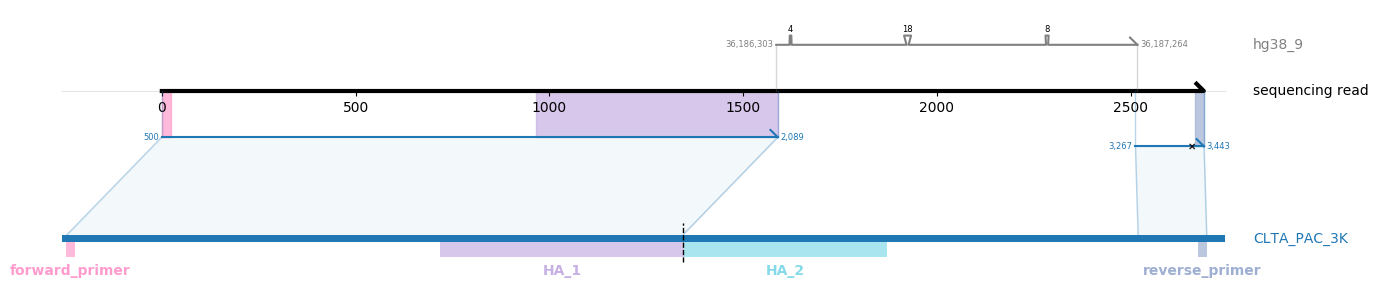 4 18 8
36,186,303 36,187,264 hg38_9
sequencing read
0 500 1000 1500 2000 2500
500 2,089
3,267 3,443
CLTA_PAC_3K
forward_primer HA_1 HA_2 reverse_primer